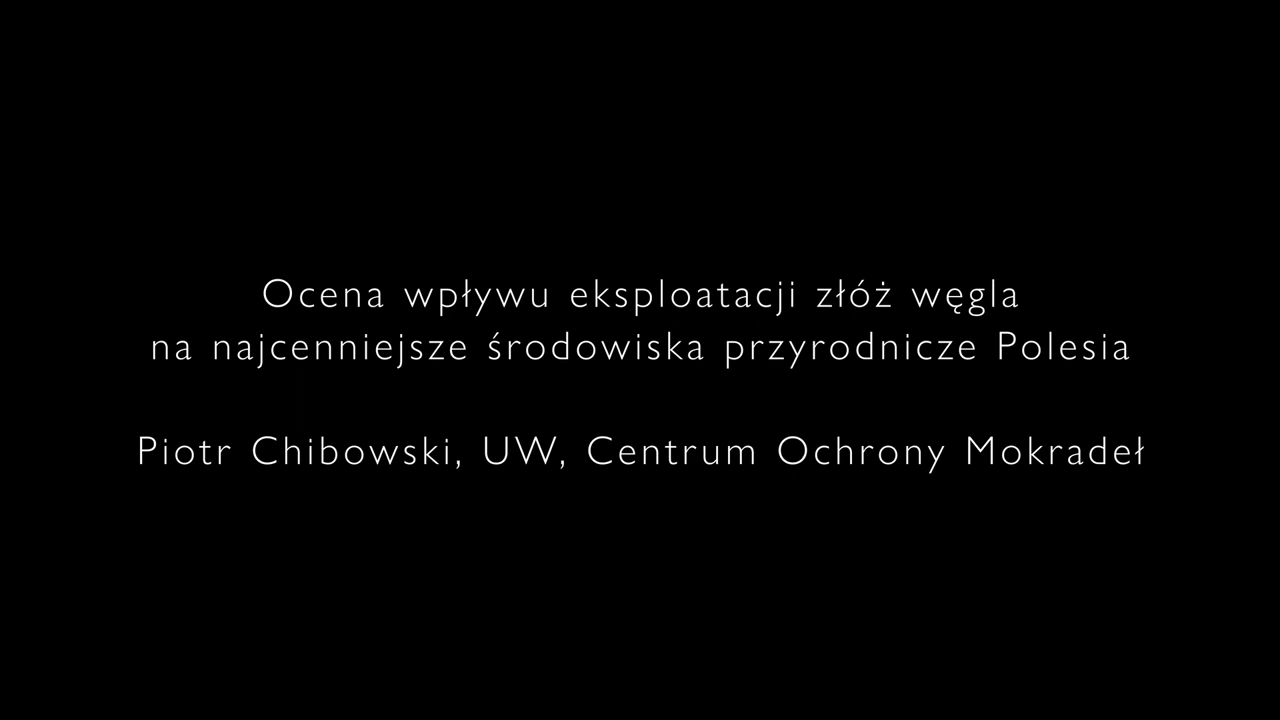 Ocena wpływu eksploatacji złóż węgla
na najcenniejsze środowiska przyrodnicze Polesia
Piotr Chibowski, UW, Centrum Ochrony Mokradeł